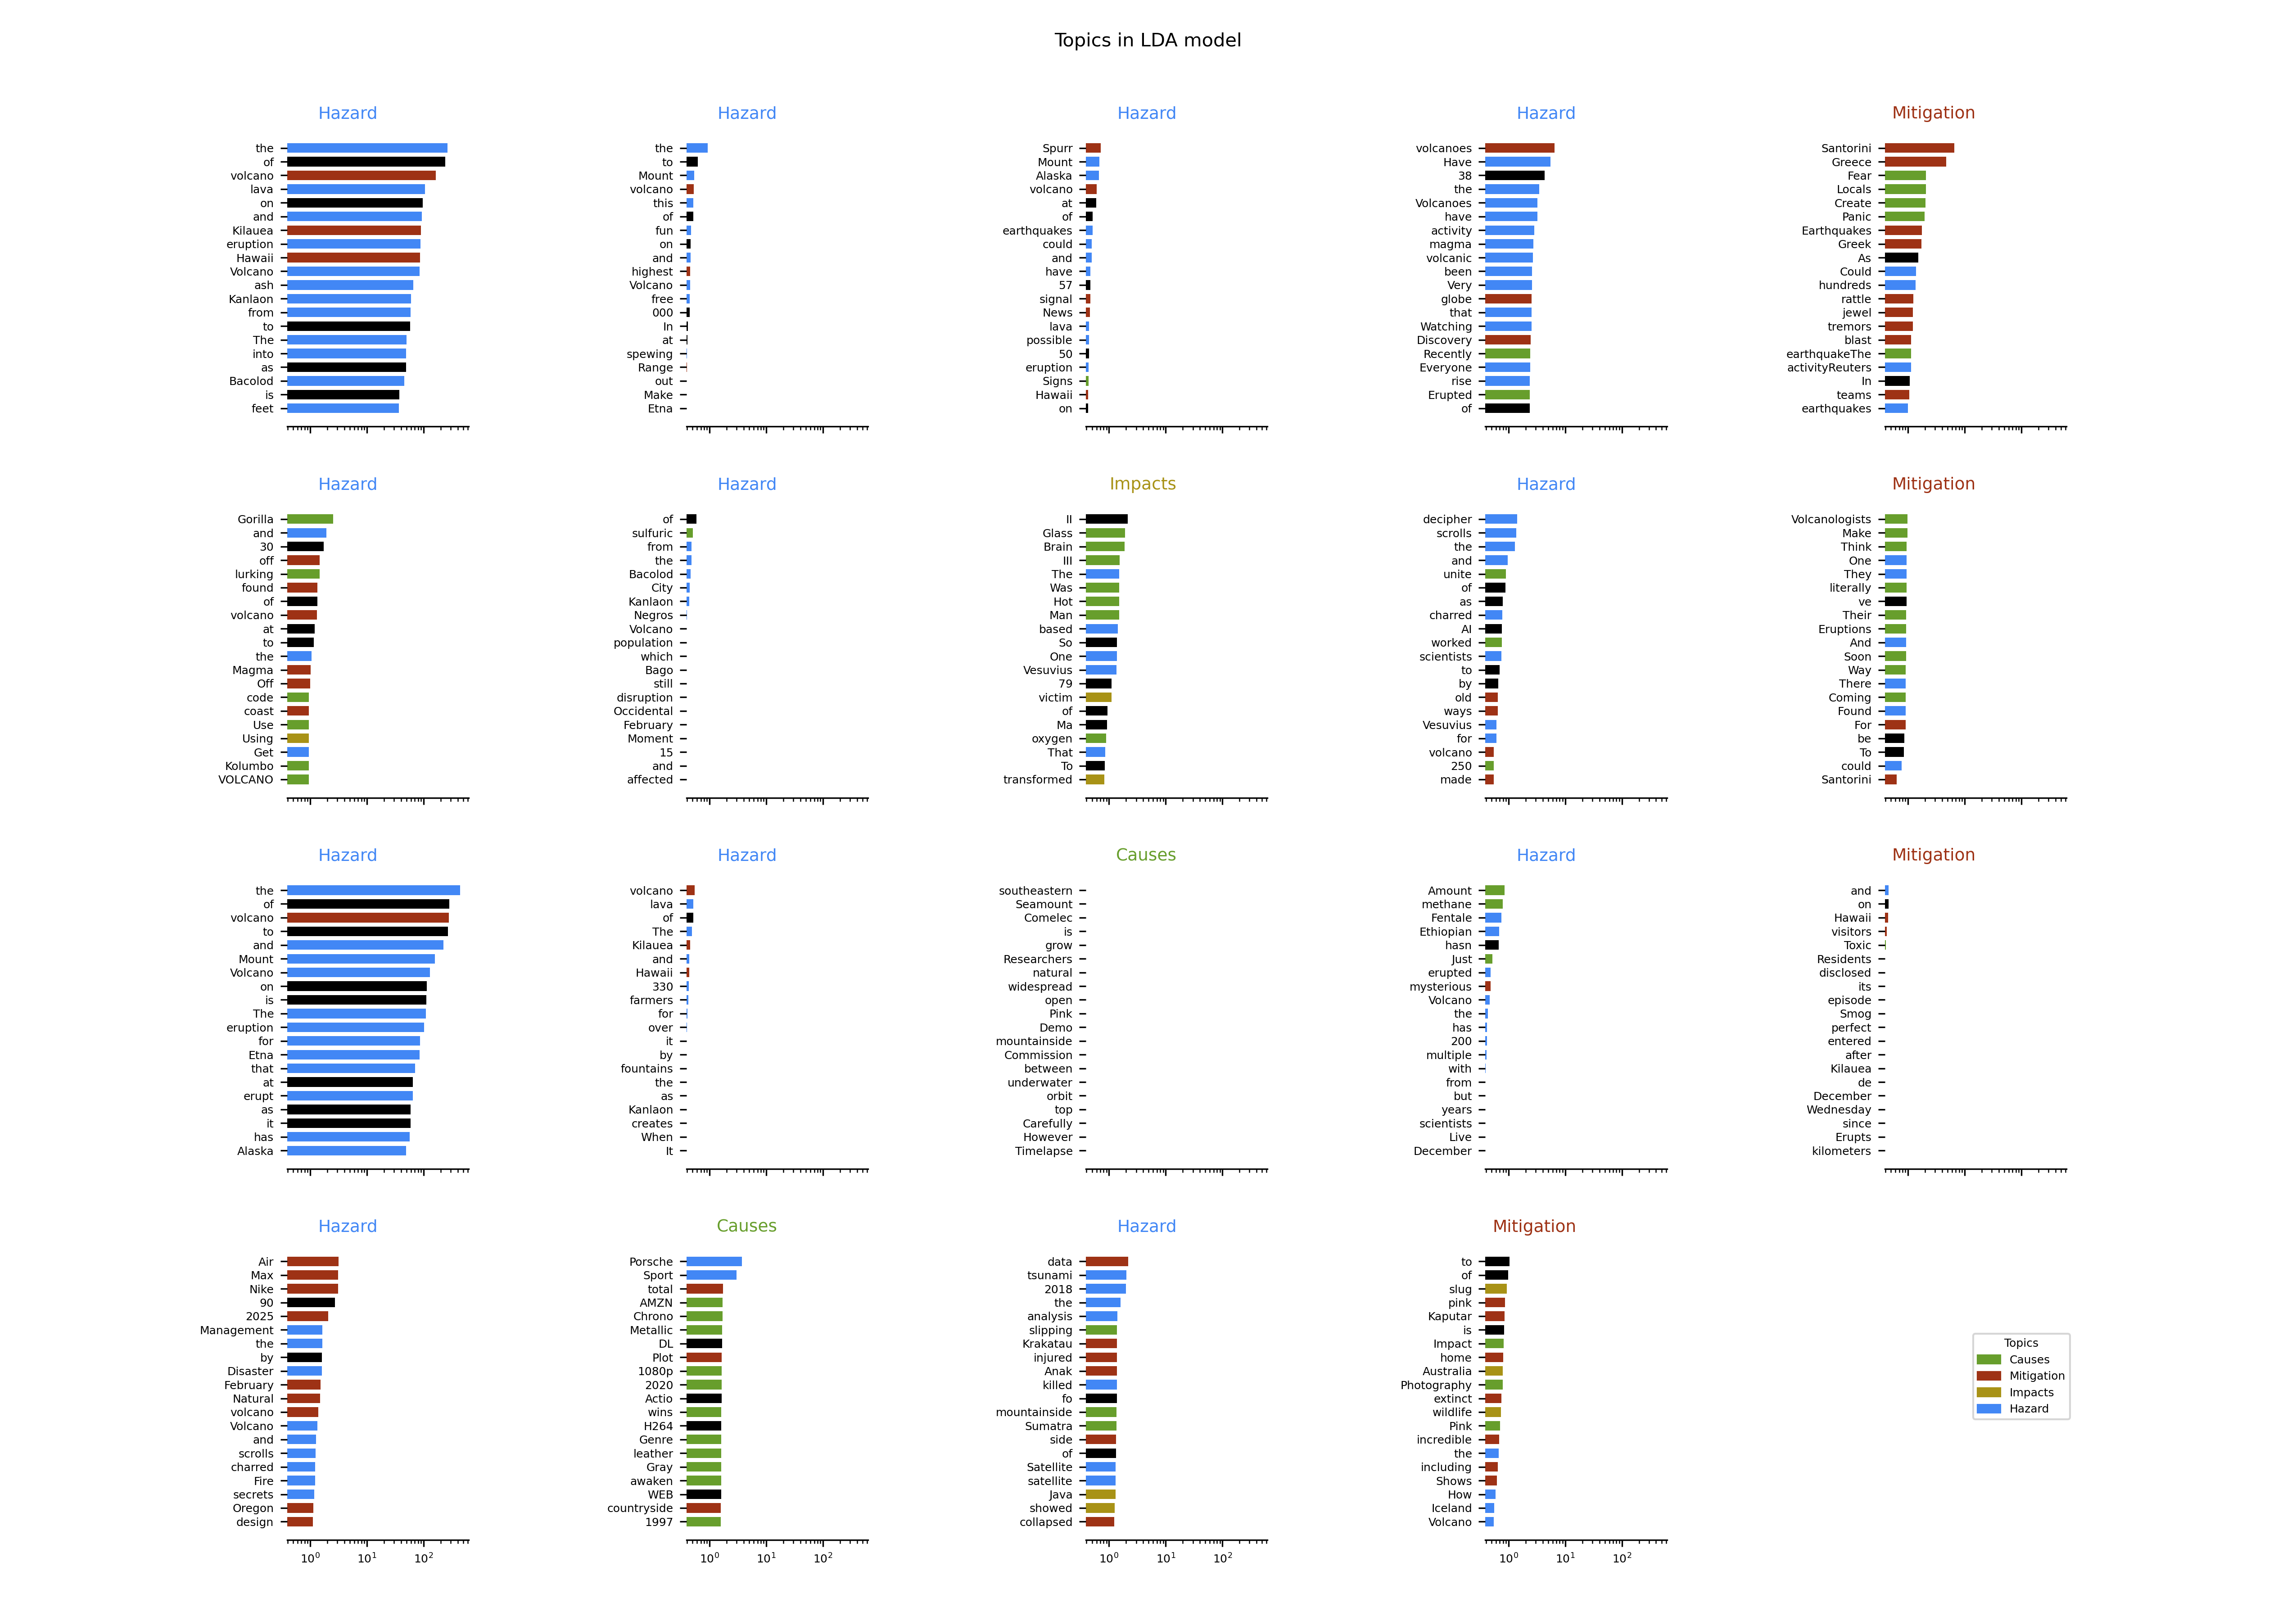 Topics in LDA model
Hazard
the
of
volcano
lava
on
and
Kilauea
eruption
Hawaii
Volcano
ash
Kanlaon
from
to
The
into
as
Bacolod
is
feet
Hazard
the
to
Mount
volcano
this
of
fun
on
and
highest
Volcano
free
000
In
at
spewing
Range
out
Make
Etna
Hazard
Spurr
Mount
Alaska
volcano
at
of
earthquakes
could
and
have
57
signal
News
lava
possible
50
eruption
Signs
Hawaii
on
Hazard
volcanoes
Have
38
the
Volcanoes
have
activity
magma
volcanic
been
Very
globe
that
Watching
Discovery
Recently
Everyone
rise
Erupted
of
Mitigation
Santorini
Greece
Fear
Locals
Create
Panic
Earthquakes
Greek
As
Could
hundreds
rattle
jewel
tremors
blast
earthquakeThe
activityReuters
In
teams
earthquakes
Hazard
Gorilla
and
30
off
lurking
found
of
volcano
at
to
the
Magma
Off
code
coast
Use
Using
Get
Kolumbo
VOLCANO
Hazard
of
sulfuric
from
the
Bacolod
City
Kanlaon
Negros
Volcano
population
which
Bago
still
disruption
Occidental
February
Moment
15
and
affected
Impacts
II
Glass
Brain
III
The
Was
Hot
Man
based
So
One
Vesuvius
79
victim
of
Ma
oxygen
That
To
transformed
Hazard
decipher
scrolls
the
and
unite
of
as
charred
AI
worked
scientists
to
by
old
ways
Vesuvius
for
volcano
250
made
Mitigation
Volcanologists
Make
Think
One
They
literally
ve
Their
Eruptions
And
Soon
Way
There
Coming
Found
For
be
To
could
Santorini
Hazard
the
of
volcano
to
and
Mount
Volcano
on
is
The
eruption
for
Etna
that
at
erupt
as
it
has
Alaska
Hazard
volcano
lava
of
The
Kilauea
and
Hawaii
330
farmers
for
over
it
by
fountains
the
as
Kanlaon
creates
When
It
Causes
southeastern
Seamount
Comelec
is
grow
Researchers
natural
widespread
open
Pink
Demo
mountainside
Commission
between
underwater
orbit
top
Carefully
However
Timelapse
Hazard
Amount
methane
Fentale
Ethiopian
hasn
Just
erupted
mysterious
Volcano
the
has
200
multiple
with
from
but
years
scientists
Live
December
Mitigation
and
on
Hawaii
visitors
Toxic
Residents
disclosed
its
episode
Smog
perfect
entered
after
Kilauea
de
December
Wednesday
since
Erupts
kilometers
Hazard
Air
Max
Nike
90
2025
Management
the
by
Disaster
February
Natural
volcano
Volcano
and
scrolls
charred
Fire
secrets
Oregon
design
10⁰ 10¹ 10²
Causes
Porsche
Sport
total
AMZN
Chrono
Metallic
DL
Plot
1080p
2020
Actio
wins
H264
Genre
leather
Gray
awaken
WEB
countryside
1997
10⁰ 10¹ 10²
Hazard
data
tsunami
2018
the
analysis
slipping
Krakatau
injured
Anak
killed
fo
mountainside
Sumatra
side
of
Satellite
satellite
Java
showed
collapsed
10⁰ 10¹ 10²
Mitigation
to
of
slug
pink
Kaputar
is
Impact
home
Australia
Photography
extinct
wildlife
Pink
incredible
the
including
Shows
How
Iceland
Volcano
10⁰ 10¹ 10²
Topics
Causes
Mitigation
Impacts
Hazard